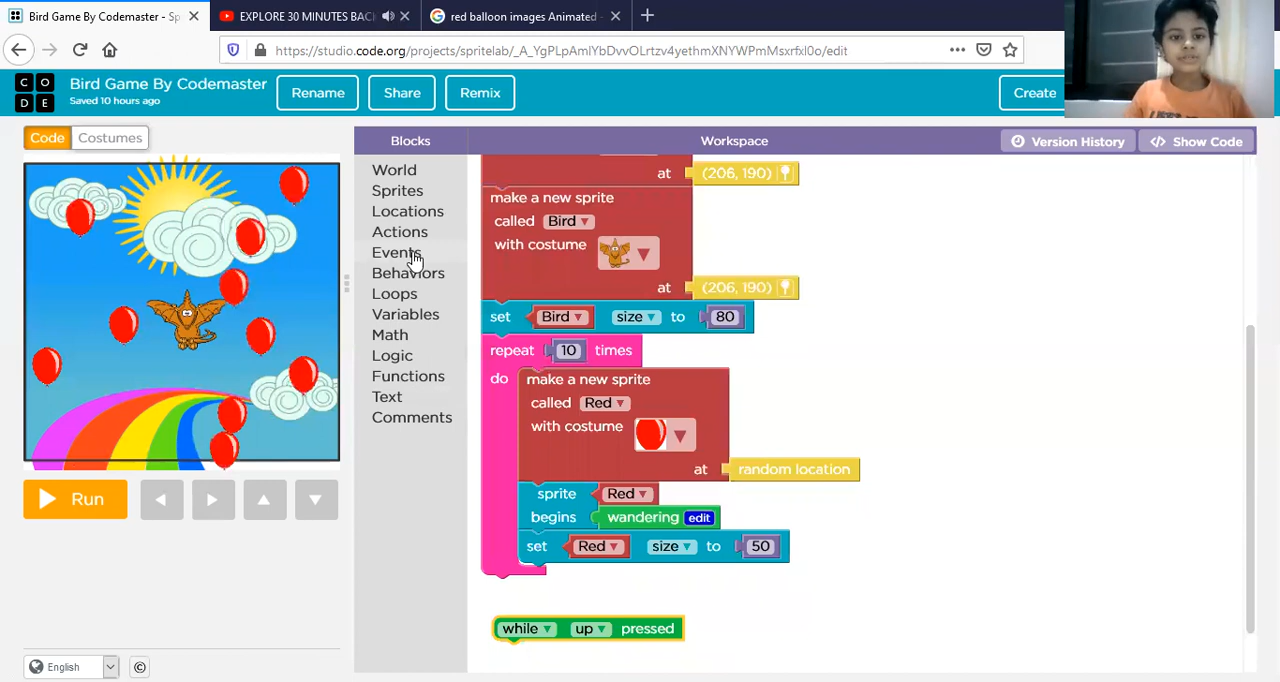 Bird Game By Codemaster - Sp
EXPLORE 30 MINUTES BAC
red balloon images Animated -
https://studio.code.org/projects/spritelab/_A_YgPLpAmlYbDvvOLrtzv4yethmXNYWPmMsxrfxl0o/edit
C O
D E
Bird Game By Codemaster
Saved 10 hours ago
Rename
Share
Remix
Create
Code
Costumes
Blocks
Workspace
Version History
</> Show Code
World
Sprites
Locations
Actions
Events
Behaviors
Loops
Variables
Math
Logic
Functions
Text
Comments
at (206, 190)
make a new sprite
called Bird
with costume
at (206, 190)
set Bird size to 80
repeat 10 times
do make a new sprite
called Red
with costume
at random location
sprite Red
begins wandering edit
set Red size to 50
while up pressed
Run
English
©